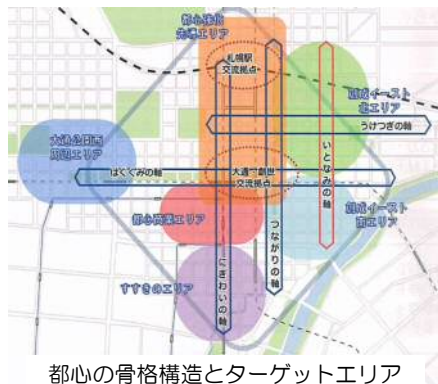 都心強化
先導エリア
札幌駅
交流拠点
創成イースト
北エリア
うけつぎの軸
大通公園西
周辺エリア
はぐくみの軸
大通・創世
交流拠点
いとなみの軸
都心商業エリア
創成イースト
南エリア
つながりの軸
にぎわいの軸
すすきのエリア
都心の骨格構造とターゲットエリア